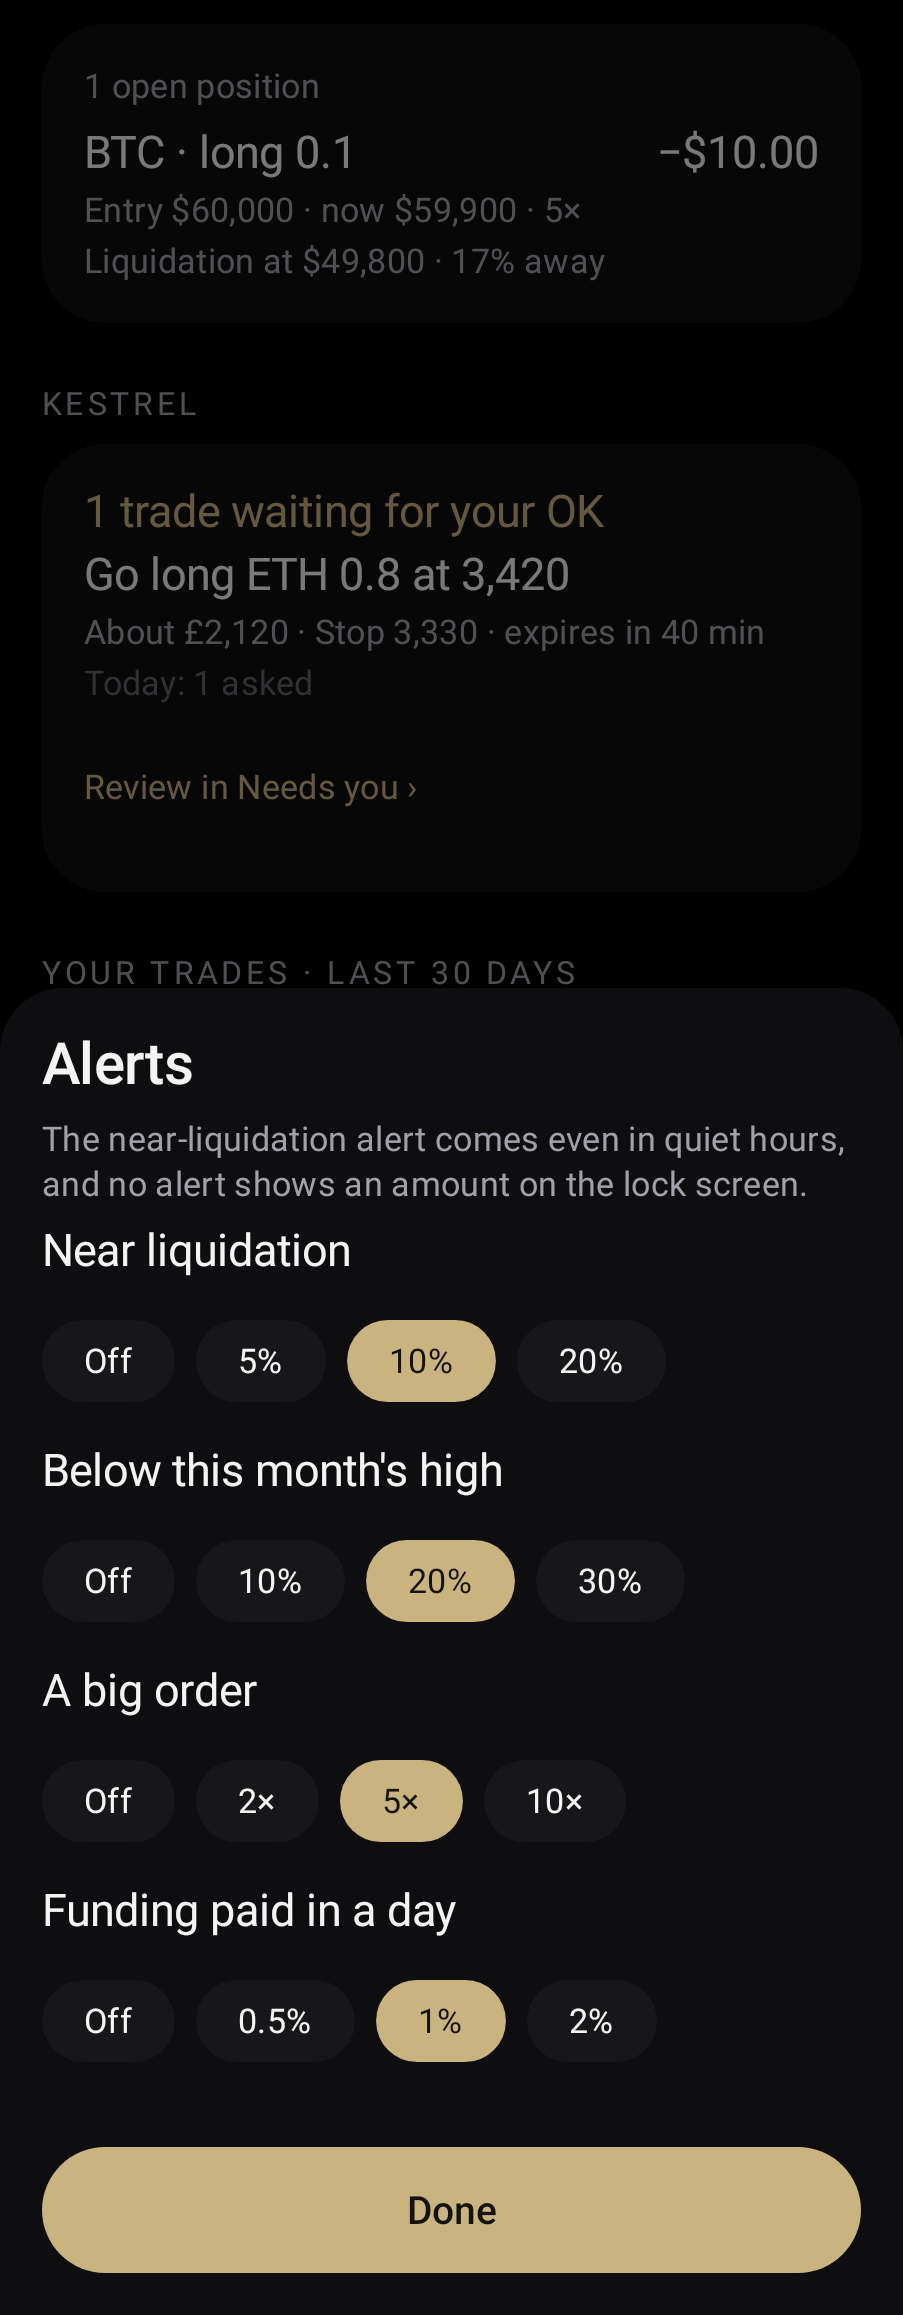 1 open position
BTC · long 0.1 −$10.00
Entry $60,000 · now $59,900 · 5×
Liquidation at $49,800 · 17% away
KESTREL
1 trade waiting for your OK
Go long ETH 0.8 at 3,420
About £2,120 · Stop 3,330 · expires in 40 min
Today: 1 asked
Review in Needs you ›
YOUR TRADES · LAST 30 DAYS
Alerts
The near-liquidation alert comes even in quiet hours,
and no alert shows an amount on the lock screen.
Near liquidation
Off 5% 10% 20%
Below this month's high
Off 10% 20% 30%
A big order
Off 2× 5× 10×
Funding paid in a day
Off 0.5% 1% 2%
Done